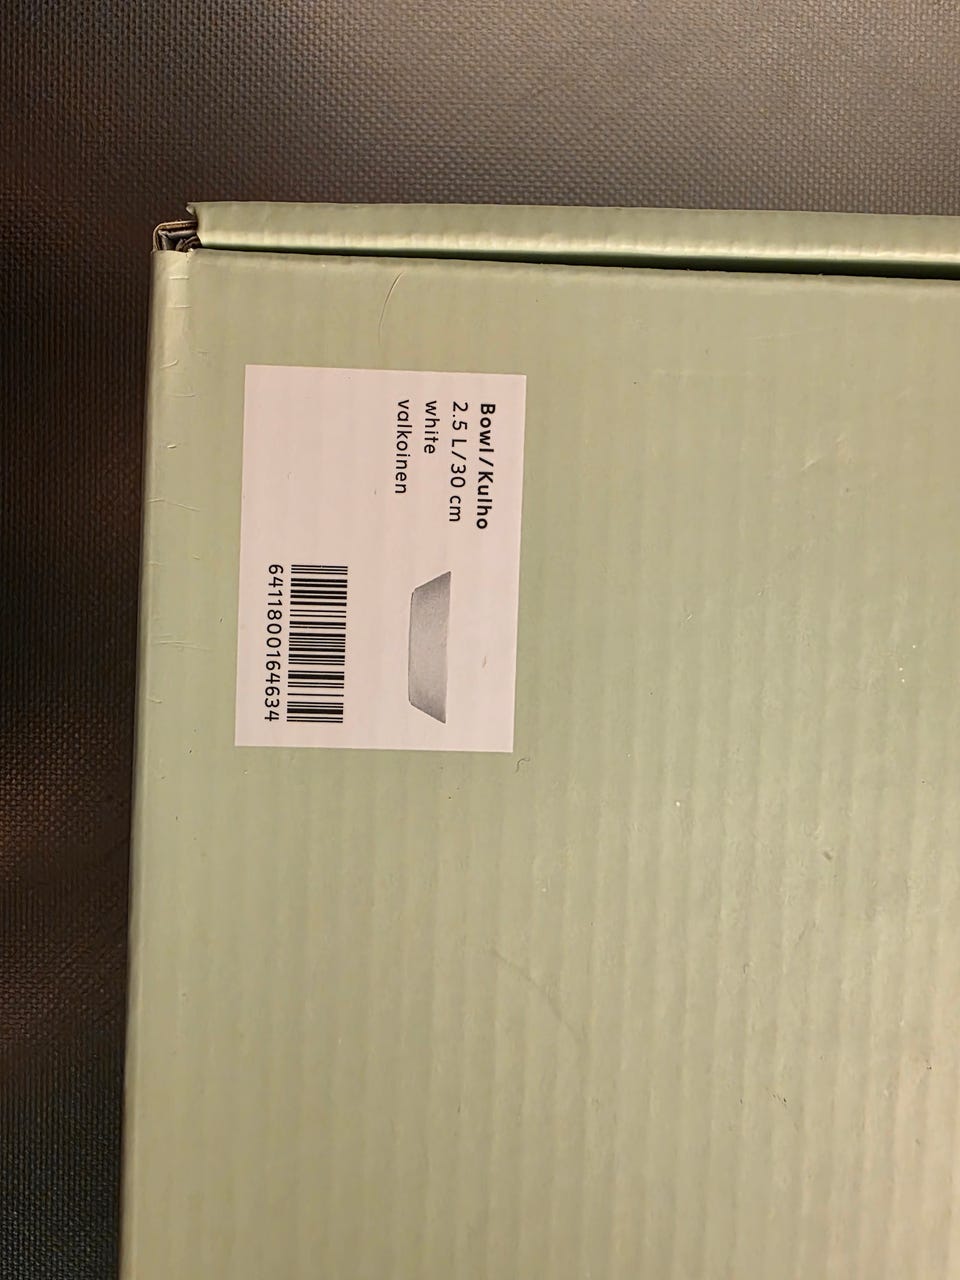 Bowl/Kulho
2.5 L/30 cm
white
valkoinen
6411800164634